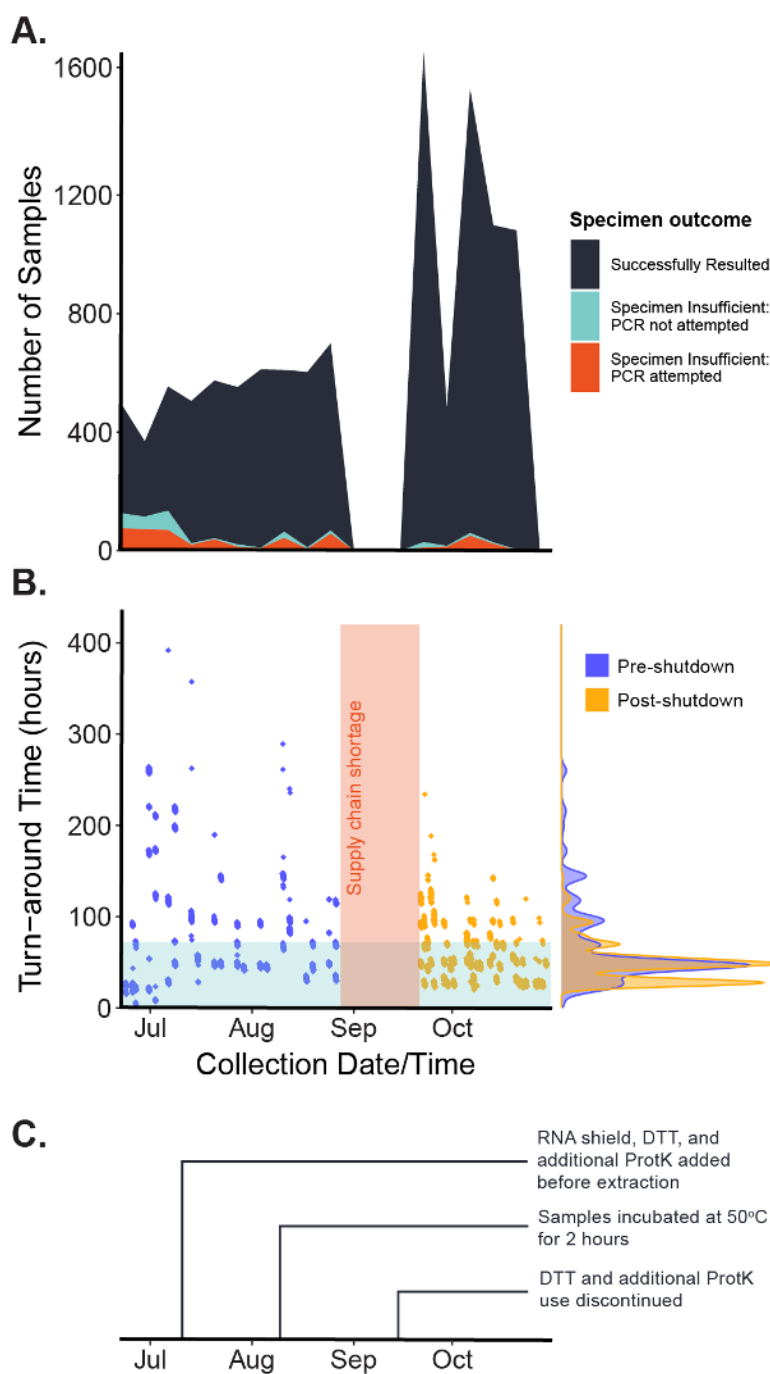 A.
1600
1200
800
400
0
Number of Samples
Specimen outcome
Successfully Resulted
Specimen Insufficient:
PCR not attempted
Specimen Insufficient:
PCR attempted
B.
400
300
200
100
0
Turn−around Time (hours)
Supply chain shortage
Pre-shutdown
Post-shutdown
Jul Aug Sep Oct
Collection Date/Time
C.
RNA shield, DTT, and
additional ProtK added
before extraction
Samples incubated at 50ºC
for 2 hours
DTT and additional ProtK
use discontinued
Jul Aug Sep Oct